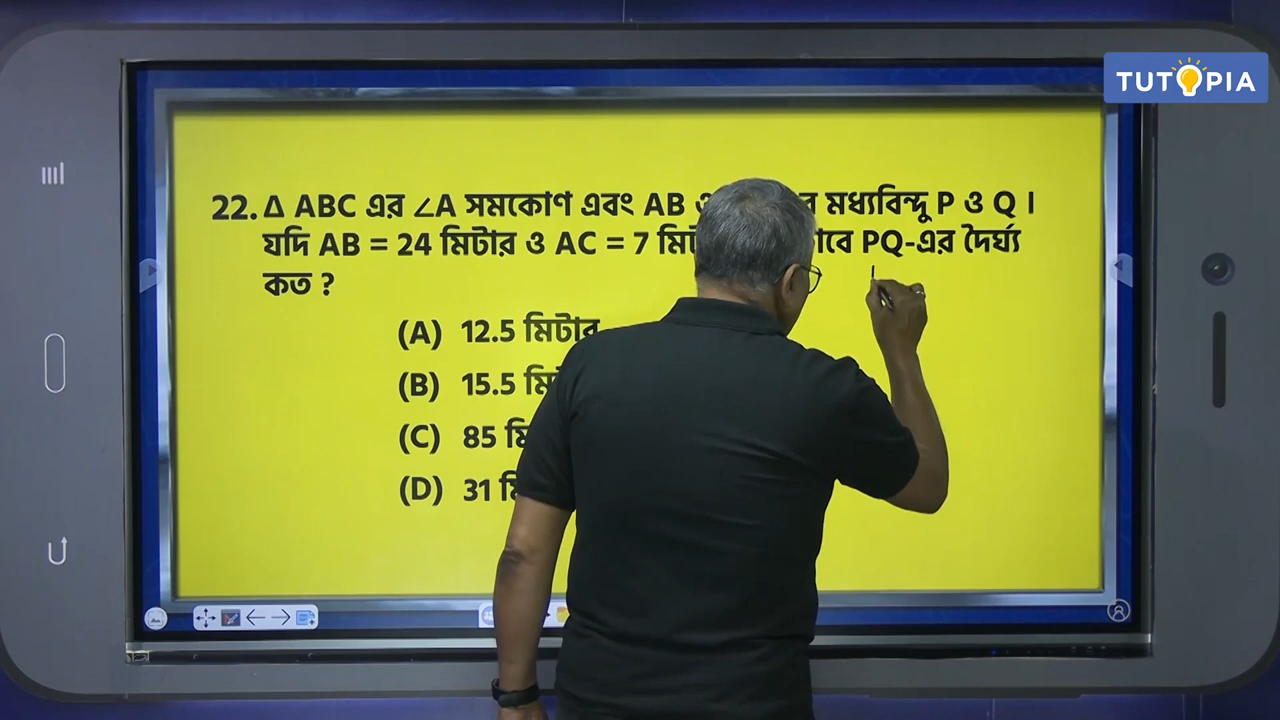 TUTOPIA
22. Δ ABC এর ∠A সমকোণ এবং AB মধ্যবিন্দু P ও Q ।
যদি AB = 24 মিটার ও AC = 7 PQ-এর দৈর্ঘ্য
কত ?
(A) 12.5 মিটার
(B) 15.5
(C) 85
(D) 31